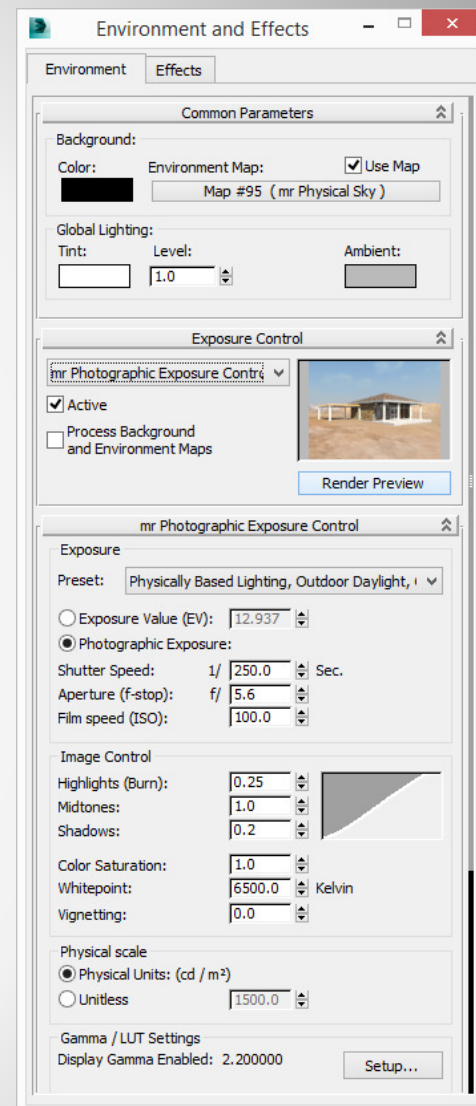 Environment and Effects
Environment Effects
Common Parameters
Background:
Color: Environment Map: Use Map
Map #95 ( mr Physical Sky )
Global Lighting:
Tint: Level: Ambient:
1.0
Exposure Control
mr Photographic Exposure Contro
Active
Process Background
and Environment Maps
Render Preview
mr Photographic Exposure Control
Exposure
Preset: Physically Based Lighting, Outdoor Daylight,
Exposure Value (EV): 12.937
Photographic Exposure:
Shutter Speed: 1/ 250.0 Sec.
Aperture (f-stop): f/ 5.6
Film speed (ISO): 100.0
Image Control
Highlights (Burn): 0.25
Midtones: 1.0
Shadows: 0.2
Color Saturation: 1.0
Whitepoint: 6500.0 Kelvin
Vignetting: 0.0
Physical scale
Physical Units: (cd / m²)
Unitless 1500.0
Gamma / LUT Settings
Display Gamma Enabled: 2.200000 Setup...